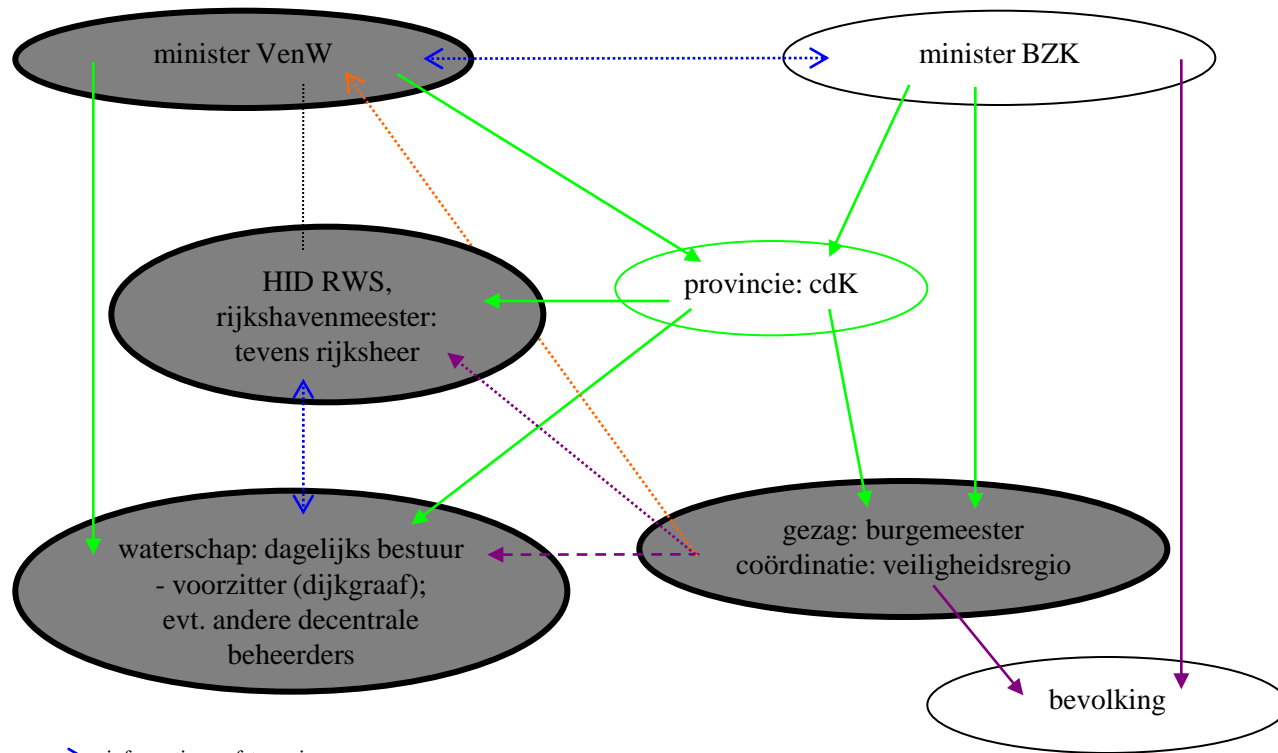 minister VenW
minister BZK
HID RWS,
rijkshavenmeester:
tevens rijksheer
provincie: cdK
waterschap: dagelijks bestuur
- voorzitter (dijkgraaf);
evt. andere decentrale
beheerders
gezag: burgemeester
coördinatie: veiligheidsregio
bevolking